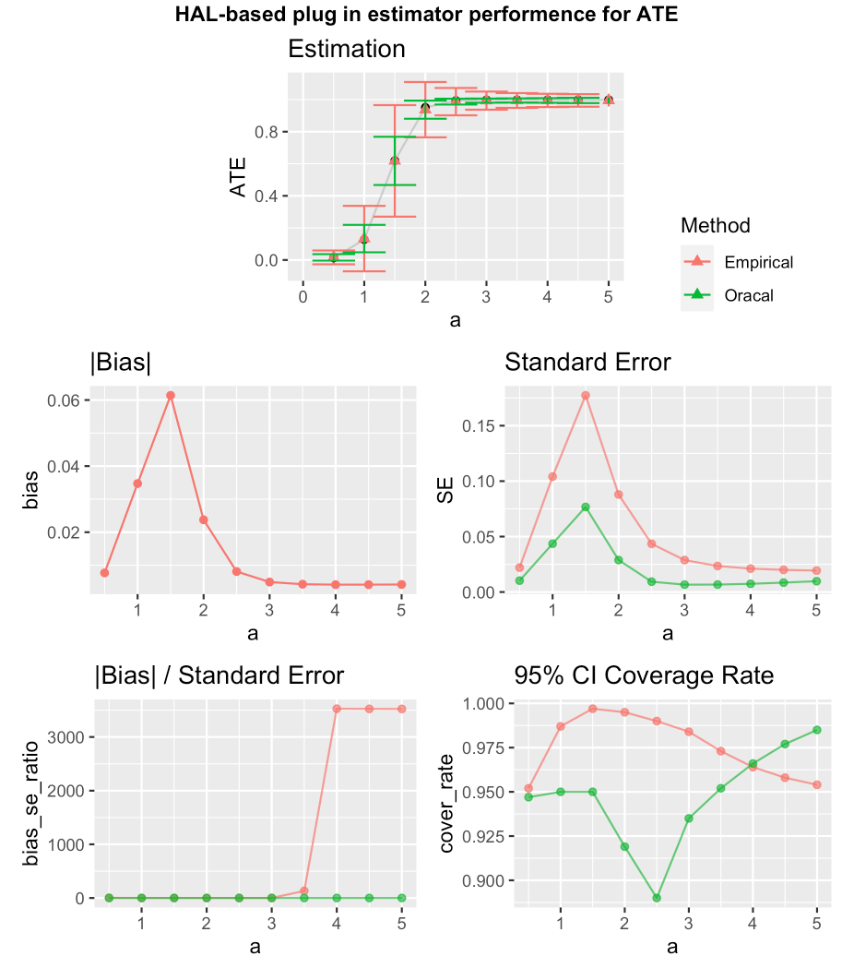 HAL-based plug in estimator performence for ATE
Estimation
ATE
0.8
0.4
0.0
0 1 2 3 4 5
a
Method
Empirical
Oracal
|Bias|
bias
0.06
0.04
0.02
1 2 3 4 5
a
Standard Error
SE
0.15
0.10
0.05
0.00
1 2 3 4 5
a
|Bias| / Standard Error
bias_se_ratio
3000
2000
1000
0
1 2 3 4 5
a
95% CI Coverage Rate
cover_rate
1.000
0.975
0.950
0.925
0.900
1 2 3 4 5
a